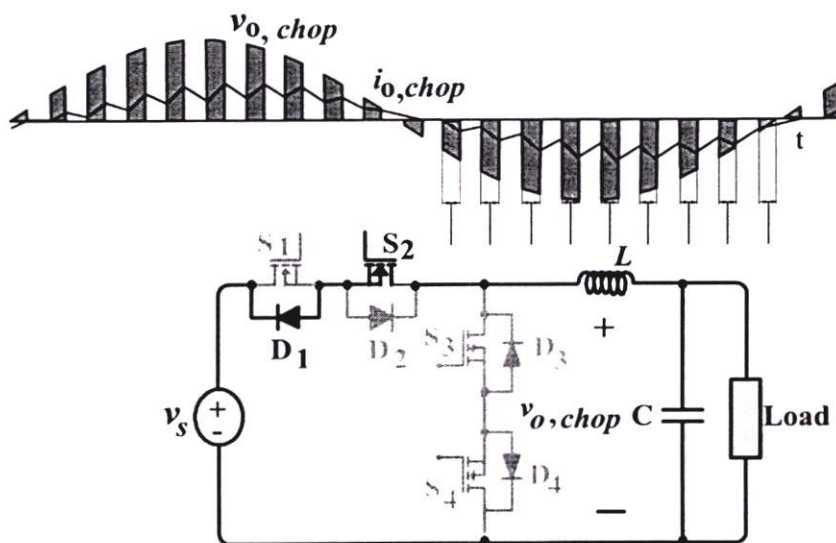 vo, chop
io,chop
t
S1
S2
L
D1
D2
+
S3
D3
vs
+
-
vo,chop
C
Load
S4
D4
−